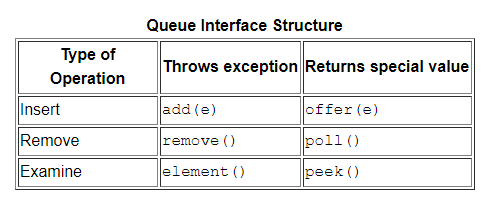 Queue Interface Structure
Type of Operation Throws exception Returns special value
Insert add(e) offer(e)
Remove remove() poll()
Examine element() peek()